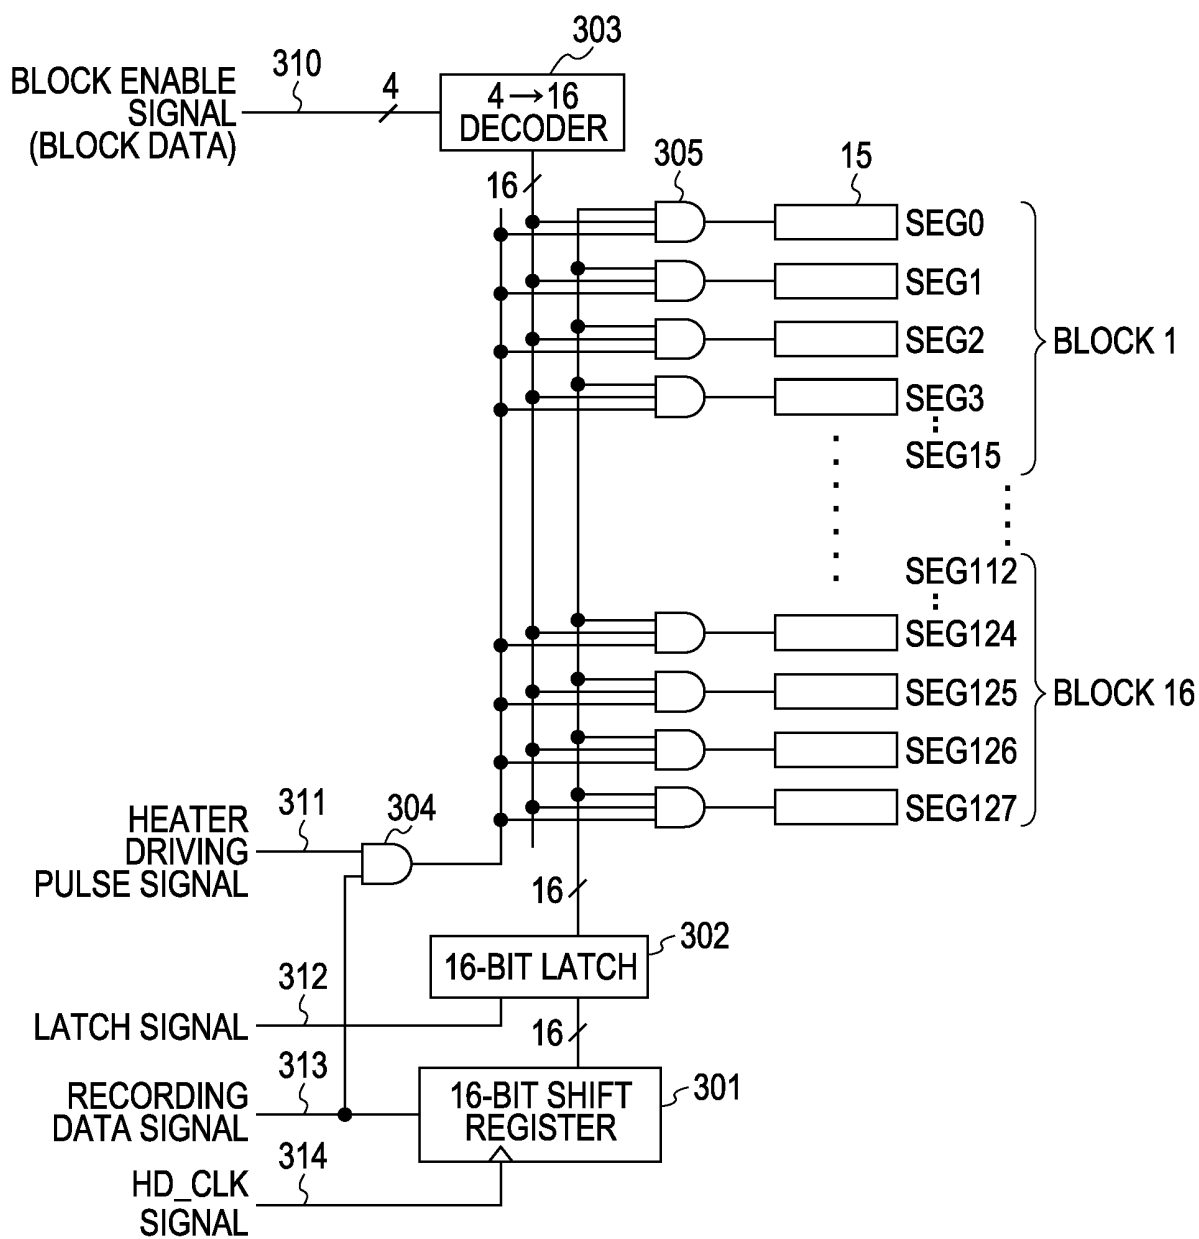 303
310
BLOCK ENABLE
SIGNAL
(BLOCK DATA)
4
4→16
DECODER
16
305
15
SEG0
SEG1
SEG2
SEG3
SEG15
BLOCK 1
SEG112
SEG124
SEG125
SEG126
SEG127
BLOCK 16
HEATER
DRIVING
PULSE SIGNAL
311
304
16
16-BIT LATCH
302
LATCH SIGNAL
312
16
RECORDING
DATA SIGNAL
313
16-BIT SHIFT
REGISTER
301
HD_CLK
SIGNAL
314